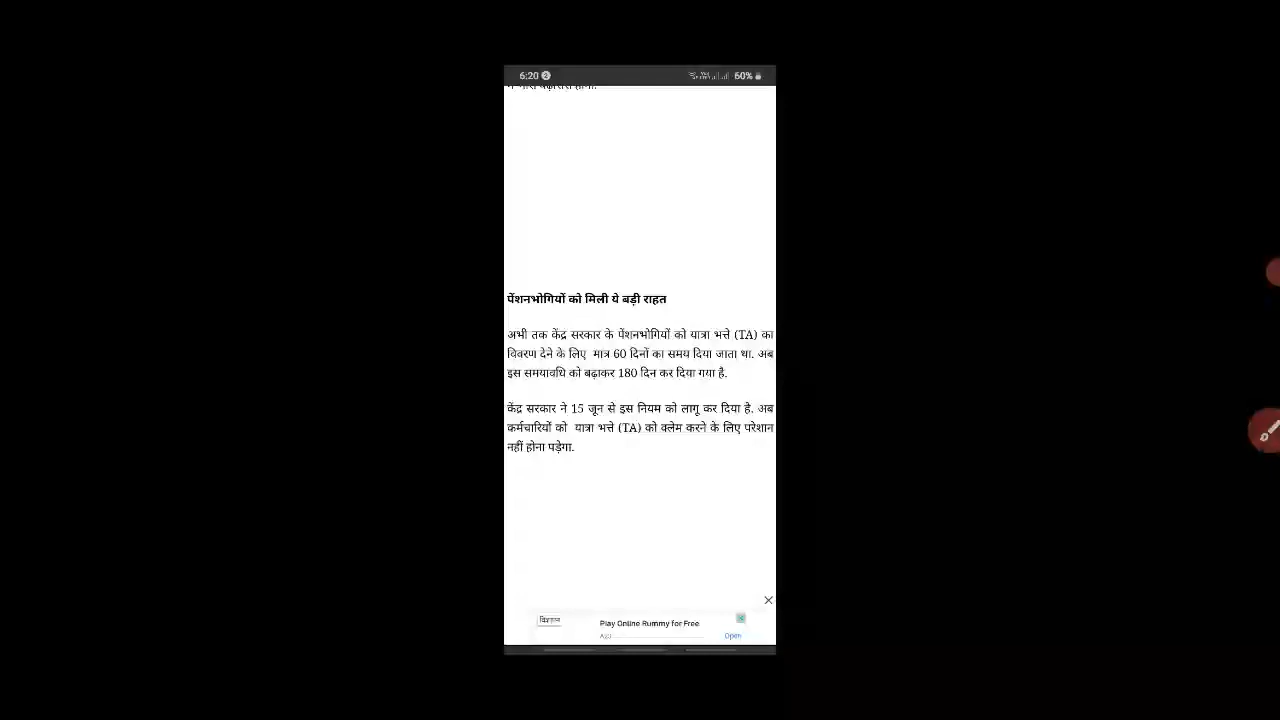 6:20
60%
पेंशनभोगियों को मिली ये बड़ी राहत
अभी तक केंद्र सरकार के पेंशनभोगियों को यात्रा भत्ते (TA) का
विवरण देने के लिए मात्र 60 दिनों का समय दिया जाता था. अब
इस समयावधि को बढ़ाकर 180 दिन कर दिया गया है.
केंद्र सरकार ने 15 जून से इस नियम को लागू कर दिया है. अब
कर्मचारियों को यात्रा भत्ते (TA) को क्लेम करने के लिए परेशान
नहीं होना पड़ेगा.
विज्ञापन
Play Online Rummy for Free
Open